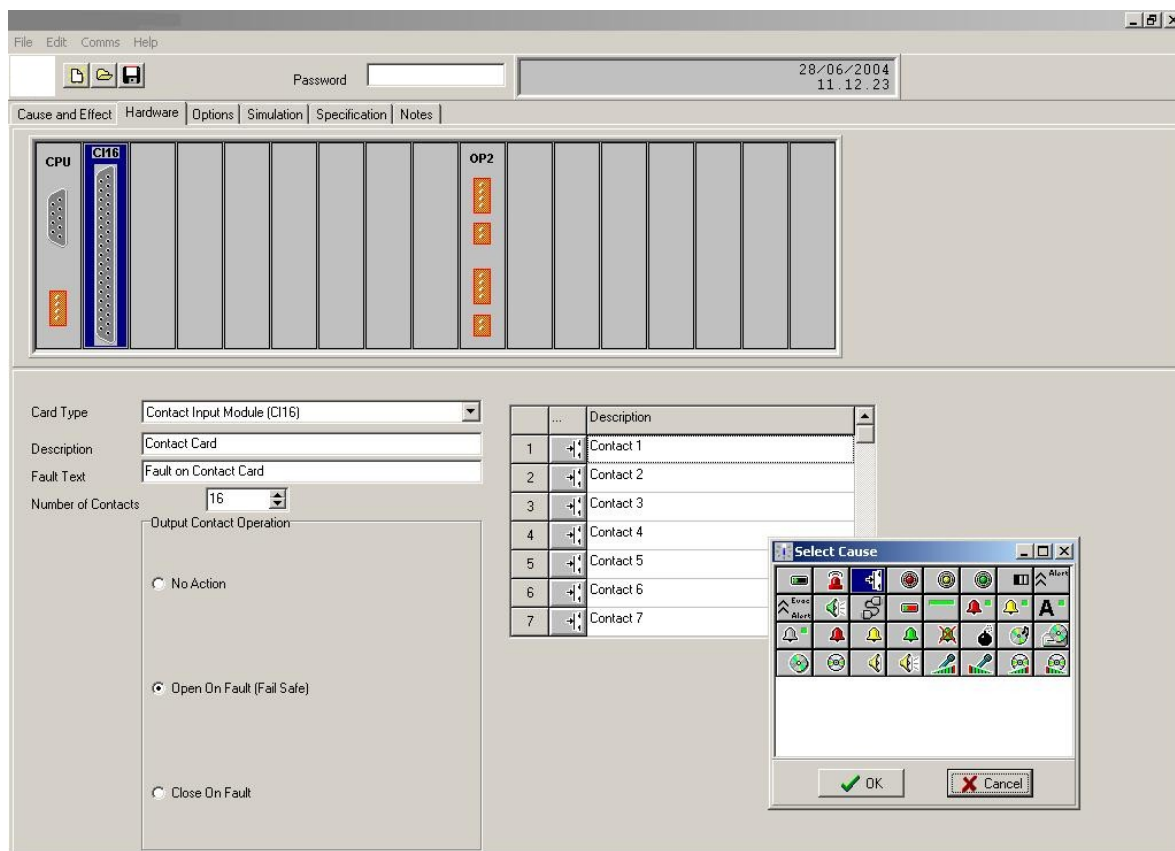 File Edit Comms Help
Password
28/06/2004
11.12.23
Cause and Effect Hardware Options Simulation Specification Notes
CPU CI16 OP2
Card Type Contact Input Module (CI16)
Description Contact Card
Fault Text Fault on Contact Card
Number of Contacts 16
Output Contact Operation
No Action
Open On Fault (Fail Safe)
Close On Fault
... Description
1 Contact 1
2 Contact 2
3 Contact 3
4 Contact 4
5 Contact 5
6 Contact 6
7 Contact 7
Select Cause
Alert
Evac
Alert
A
OK Cancel